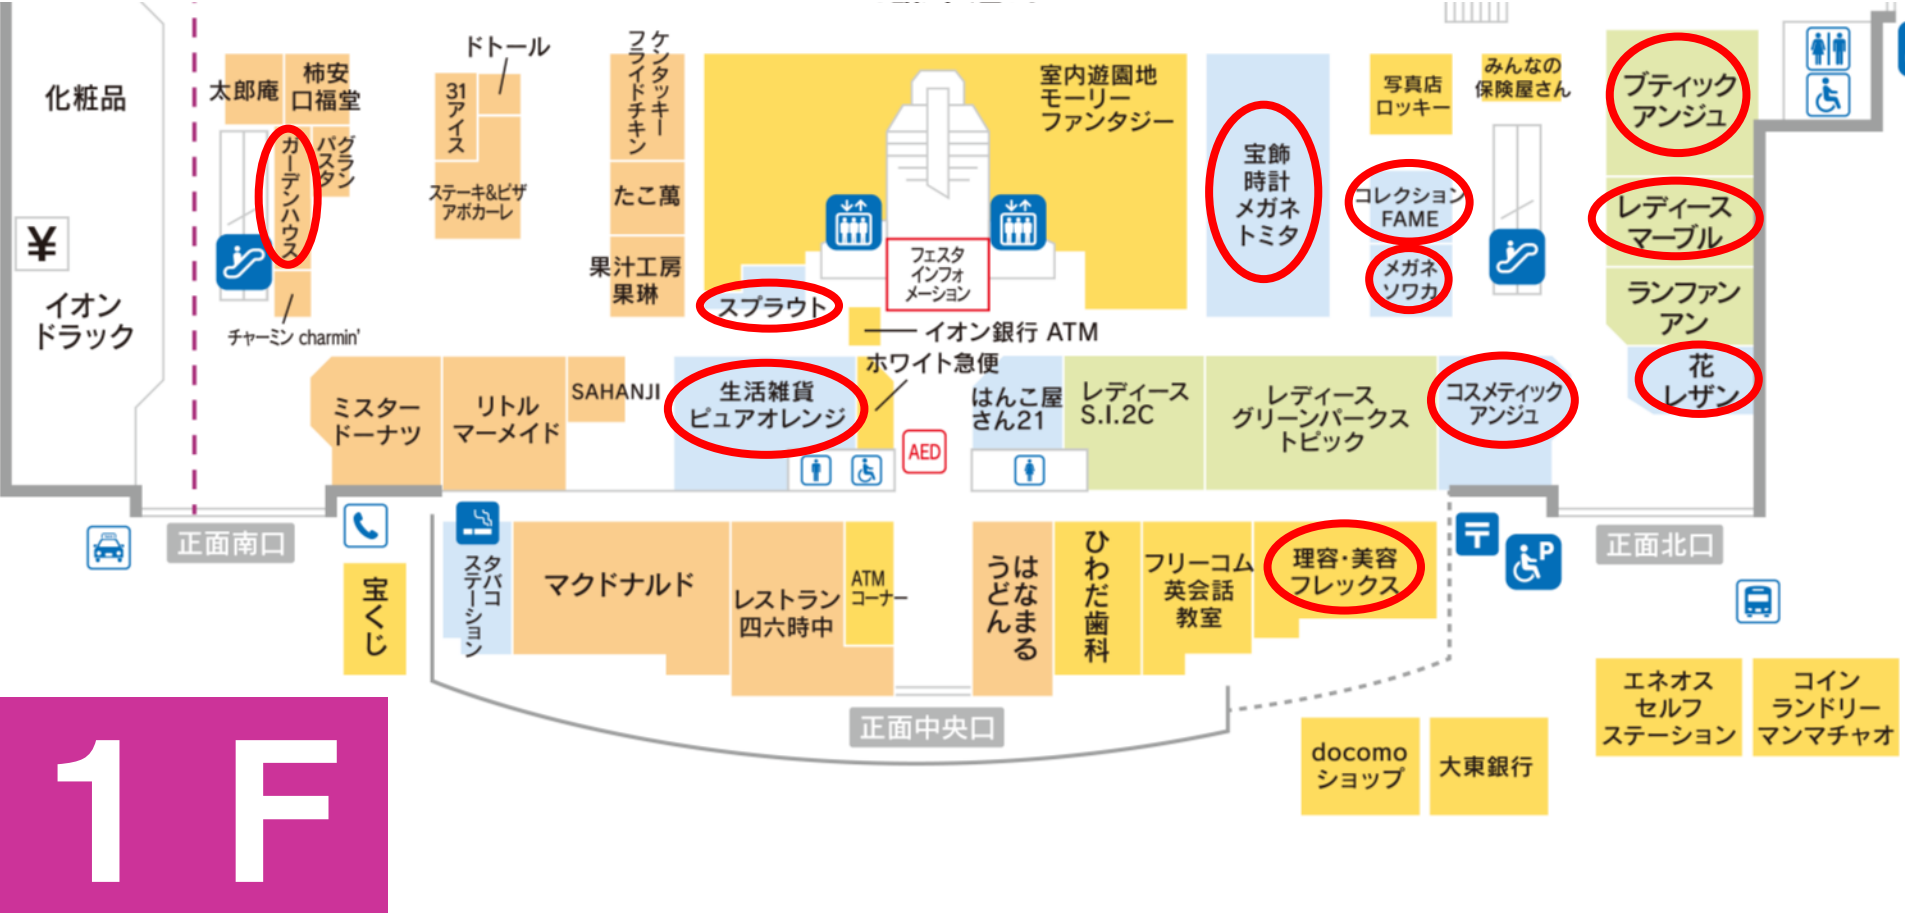 化粧品
イオン
ドラック
¥
太郎庵
柿安
口福堂
ガーデンハウス
グラン
パスタン
チャーミン charmin'
ドトール
31
アイス
ステーキ&ピザ
アボカーレ
ケンタッキー
フライドチキン
たこ萬
果汁工房
果琳
室内遊園地
モーリー
ファンタジー
フェスタ
インフォ
メーション
スプラウト
イオン銀行 ATM
ホワイト急便
宝飾
時計
メガネ
トミタ
写真店
ロッキー
みんなの
保険屋さん
コレクション
FAME
メガネ
ソワカ
ブティック
アンジュ
レディース
マーブル
ランファン
アン
花
レザン
ミスター
ドーナツ
リトル
マーメイド
SAHANJI
生活雑貨
ピュアオレンジ
AED
はんこ屋
さん21
レディース
S.I.2C
レディース
グリーンパークス
トピック
コスメティック
アンジュ
正面南口
正面北口
正面中央口
宝くじ
タバコ
ステーション
マクドナルド
レストラン
四六時中
ATM
コーナー
はなまる
うどん
ひわだ歯科
フリーコム
英会話
教室
理容・美容
フレックス
〒
P
エネオス
セルフ
ステーション
コイン
ランドリー
マンマチャオ
docomo
ショップ
大東銀行
1F